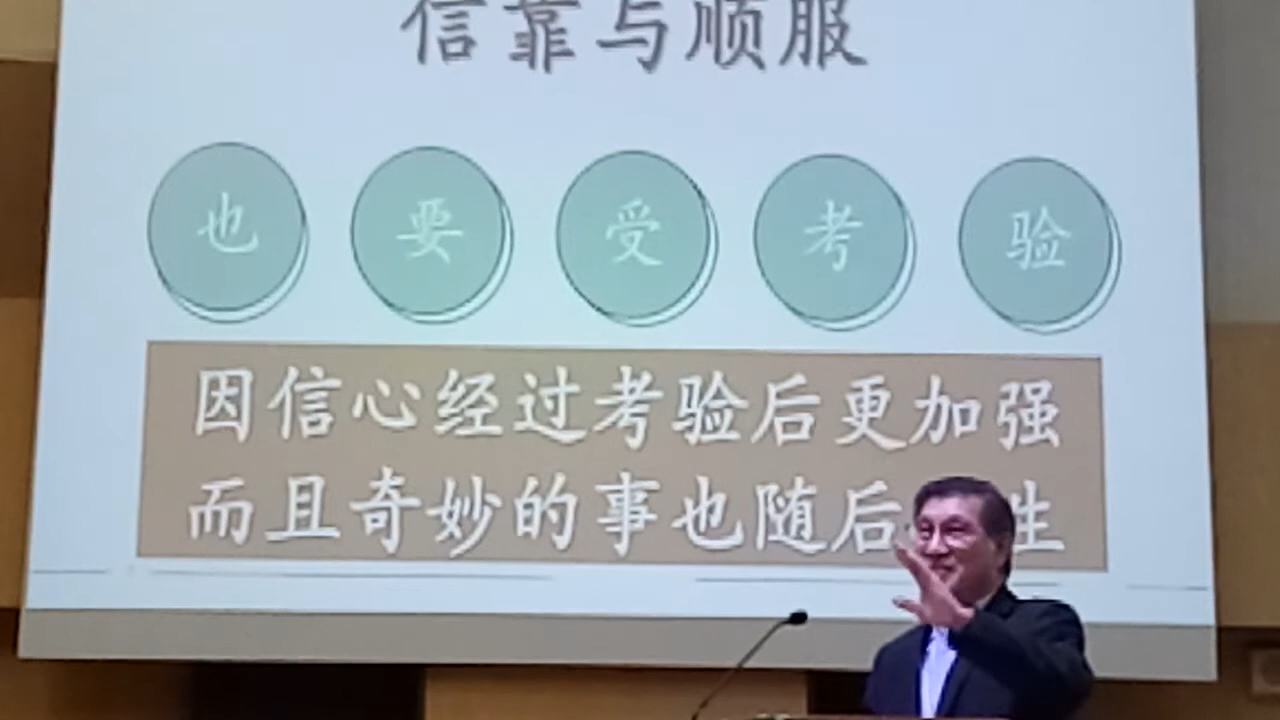 信靠与顺服
也要受考验
因信心经过考验后更加强
而且奇妙的事也随后 生